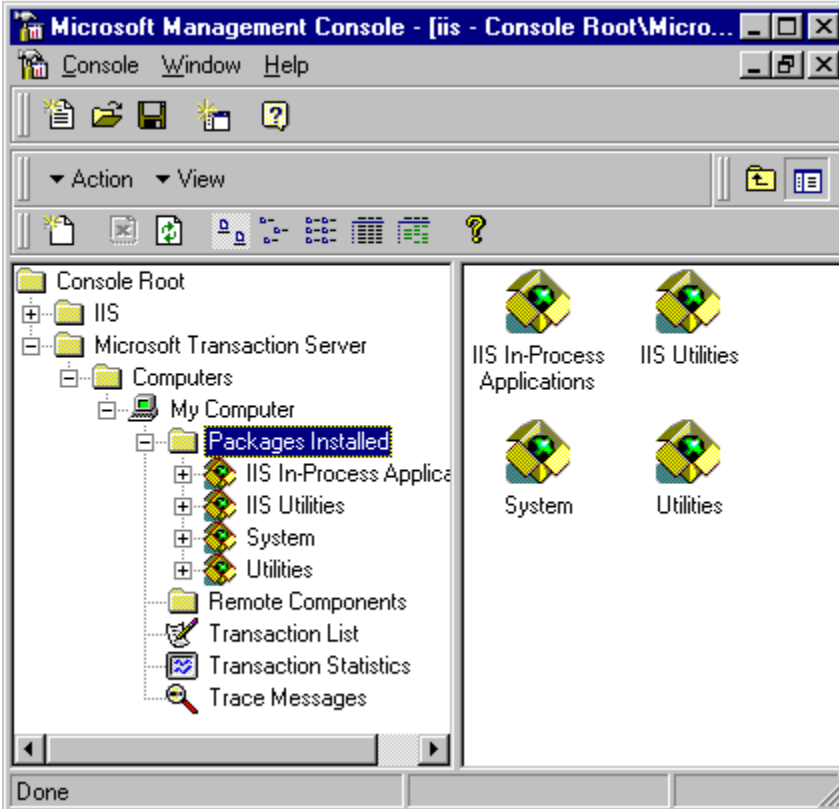 Microsoft Management Console - [iis - Console Root\Micro...
Console Window Help
Action View
Console Root
IIS
Microsoft Transaction Server
Computers
My Computer
Packages Installed
IIS In-Process Applica
IIS Utilities
System
Utilities
Remote Components
Transaction List
Transaction Statistics
Trace Messages
IIS In-Process
Applications
IIS Utilities
System
Utilities
Done